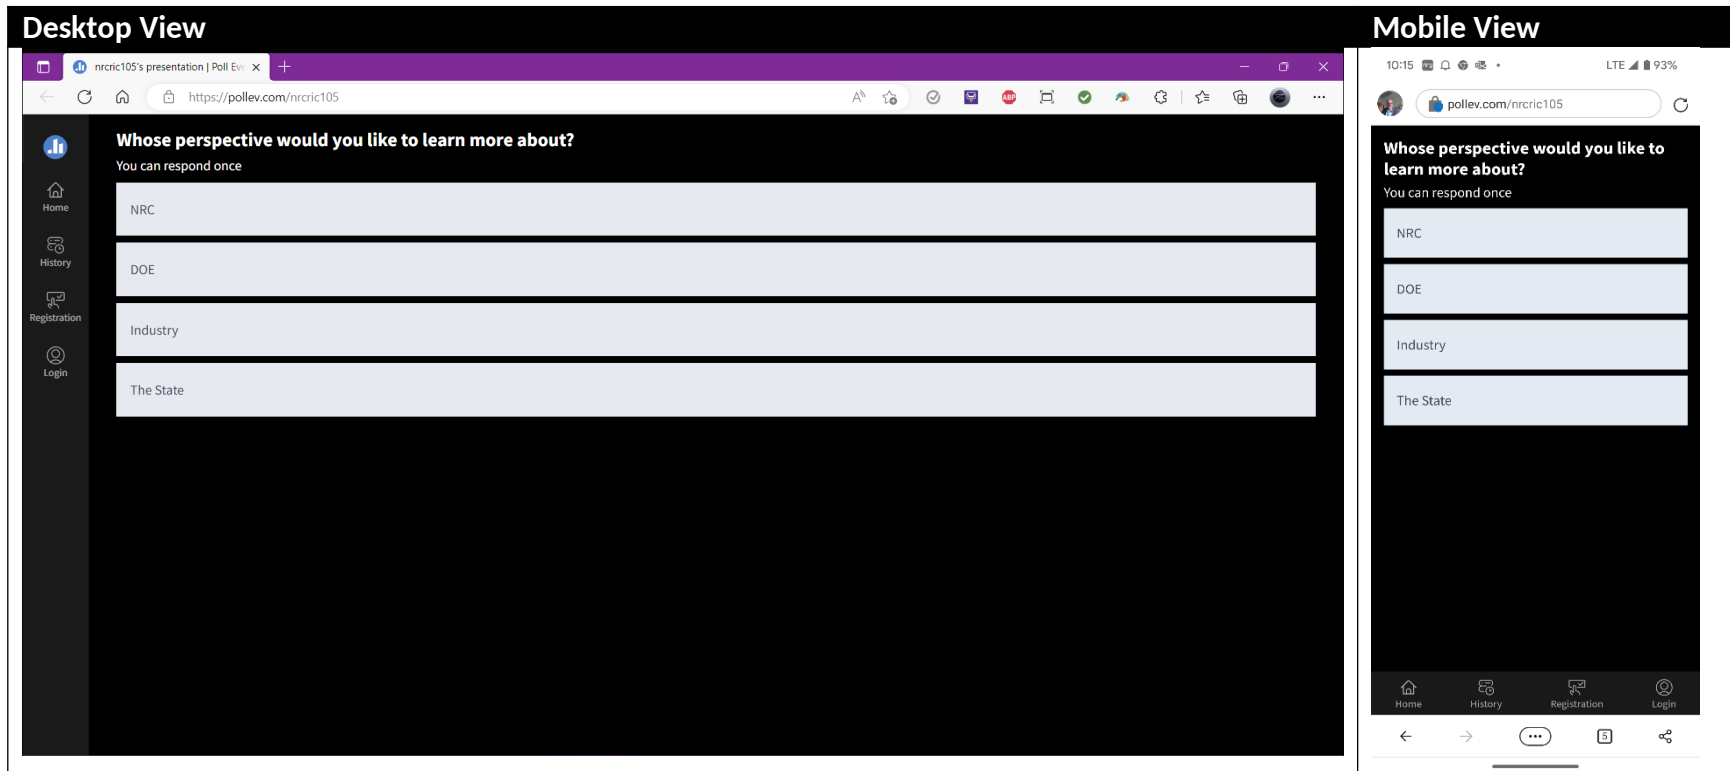 Desktop View
nrcric105's presentation | Poll Eve
https://pollev.com/nrcric105
ABP
Whose perspective would you like to learn more about?
You can respond once
NRC
DOE
Industry
The State
Home
History
Registration
Login
Mobile View
10:15
LTE 93%
pollev.com/nrcric105
Whose perspective would you like to
learn more about?
You can respond once
NRC
DOE
Industry
The State
Home History Registration Login
5